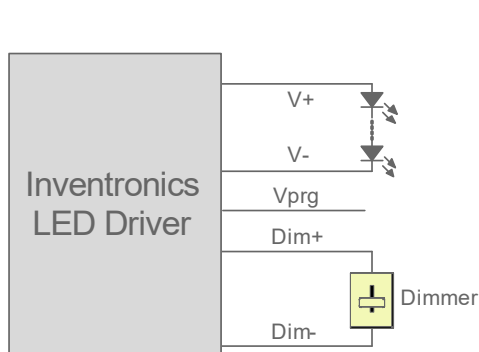 V+
V-
Inventronics
LED Driver
Vprg
Dim+
Dimmer
Dim-